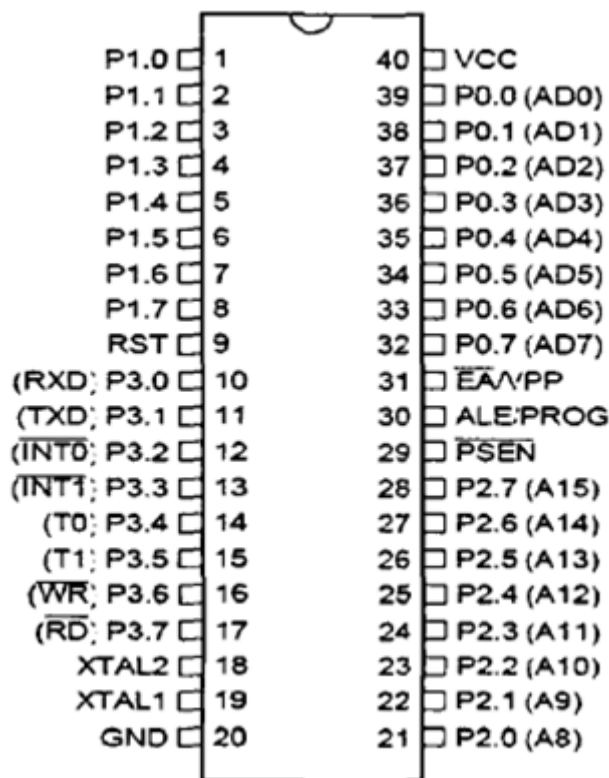 P1.0 1 40 VCC
P1.1 2 39 P0.0 (AD0)
P1.2 3 38 P0.1 (AD1)
P1.3 4 37 P0.2 (AD2)
P1.4 5 36 P0.3 (AD3)
P1.5 6 35 P0.4 (AD4)
P1.6 7 34 P0.5 (AD5)
P1.7 8 33 P0.6 (AD6)
RST 9 32 P0.7 (AD7)
(RXD) P3.0 10 31 E̅A̅/VPP
(TXD) P3.1 11 30 ALE/PROG
(I̅N̅T̅0̅) P3.2 12 29 P̅S̅E̅N̅
(I̅N̅T̅1̅) P3.3 13 28 P2.7 (A15)
(T0) P3.4 14 27 P2.6 (A14)
(T1) P3.5 15 26 P2.5 (A13)
(W̅R̅) P3.6 16 25 P2.4 (A12)
(R̅D̅) P3.7 17 24 P2.3 (A11)
XTAL2 18 23 P2.2 (A10)
XTAL1 19 22 P2.1 (A9)
GND 20 21 P2.0 (A8)